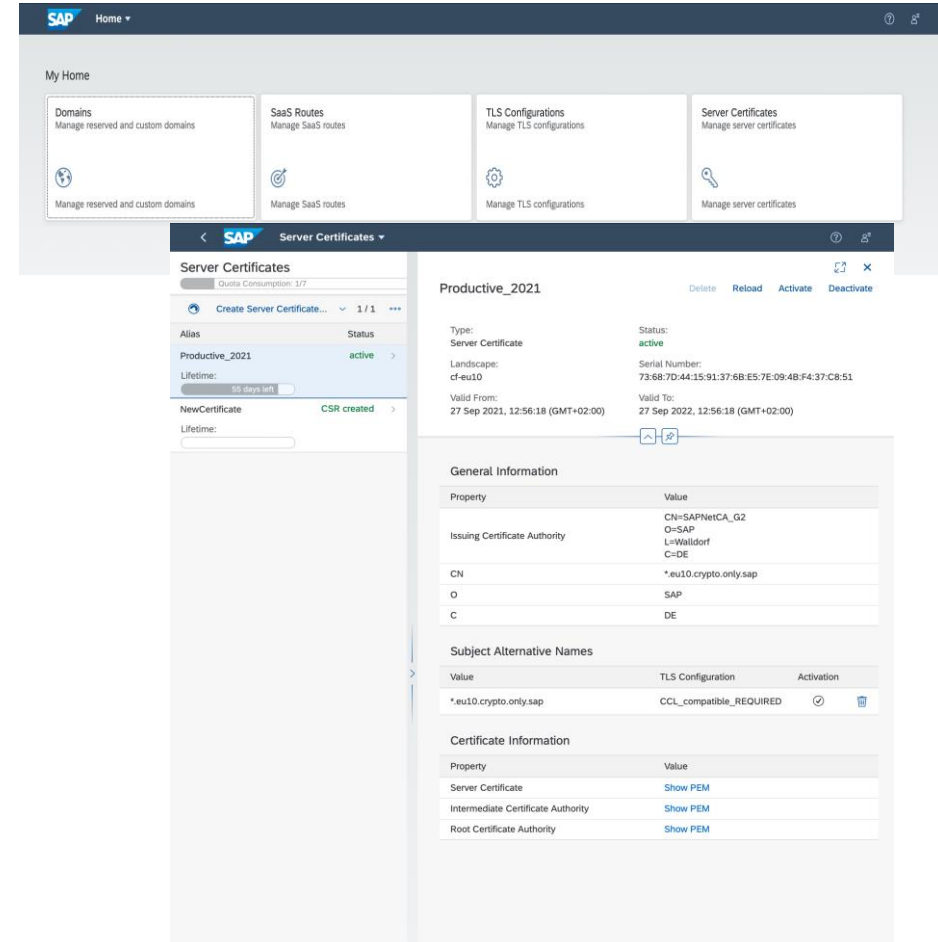 SAP Home
My Home
Domains
Manage reserved and custom domains
Manage reserved and custom domains
SaaS Routes
Manage SaaS routes
Manage SaaS routes
TLS Configurations
Manage TLS configurations
Manage TLS configurations
Server Certificates
Manage server certificates
Manage server certificates
SAP Server Certificates
Server Certificates
Quota Consumption: 1/7
Create Server Certificate... 1 / 1
Alias Status
Productive_2021 active
Lifetime:
55 days left
NewCertificate CSR created
Lifetime:
Productive_2021 Delete Reload Activate Deactivate
Type: Status:
Server Certificate active
Landscape: Serial Number:
cf-eu10 73:68:7D:44:15:91:37:6B:E5:7E:09:4B:F4:37:C8:51
Valid From: Valid To:
27 Sep 2021, 12:56:18 (GMT+02:00) 27 Sep 2022, 12:56:18 (GMT+02:00)
General Information
Property Value
Issuing Certificate Authority
CN=SAPNetCA_G2
O=SAP
L=Walldorf
C=DE
CN *.eu10.crypto.only.sap
O SAP
C DE
Subject Alternative Names
Value TLS Configuration Activation
*.eu10.crypto.only.sap CCL_compatible_REQUIRED
Certificate Information
Property Value
Server Certificate Show PEM
Intermediate Certificate Authority Show PEM
Root Certificate Authority Show PEM